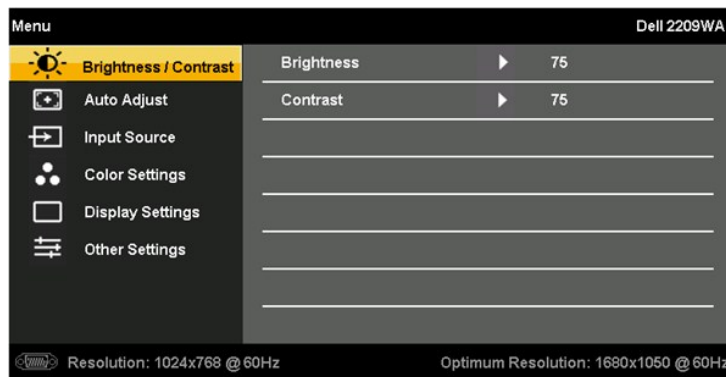 Menu Dell 2209WA
Brightness / Contrast Brightness 75
Auto Adjust Contrast 75
Input Source
Color Settings
Display Settings
Other Settings
Resolution: 1024x768 @ 60Hz Optimum Resolution: 1680x1050 @ 60Hz